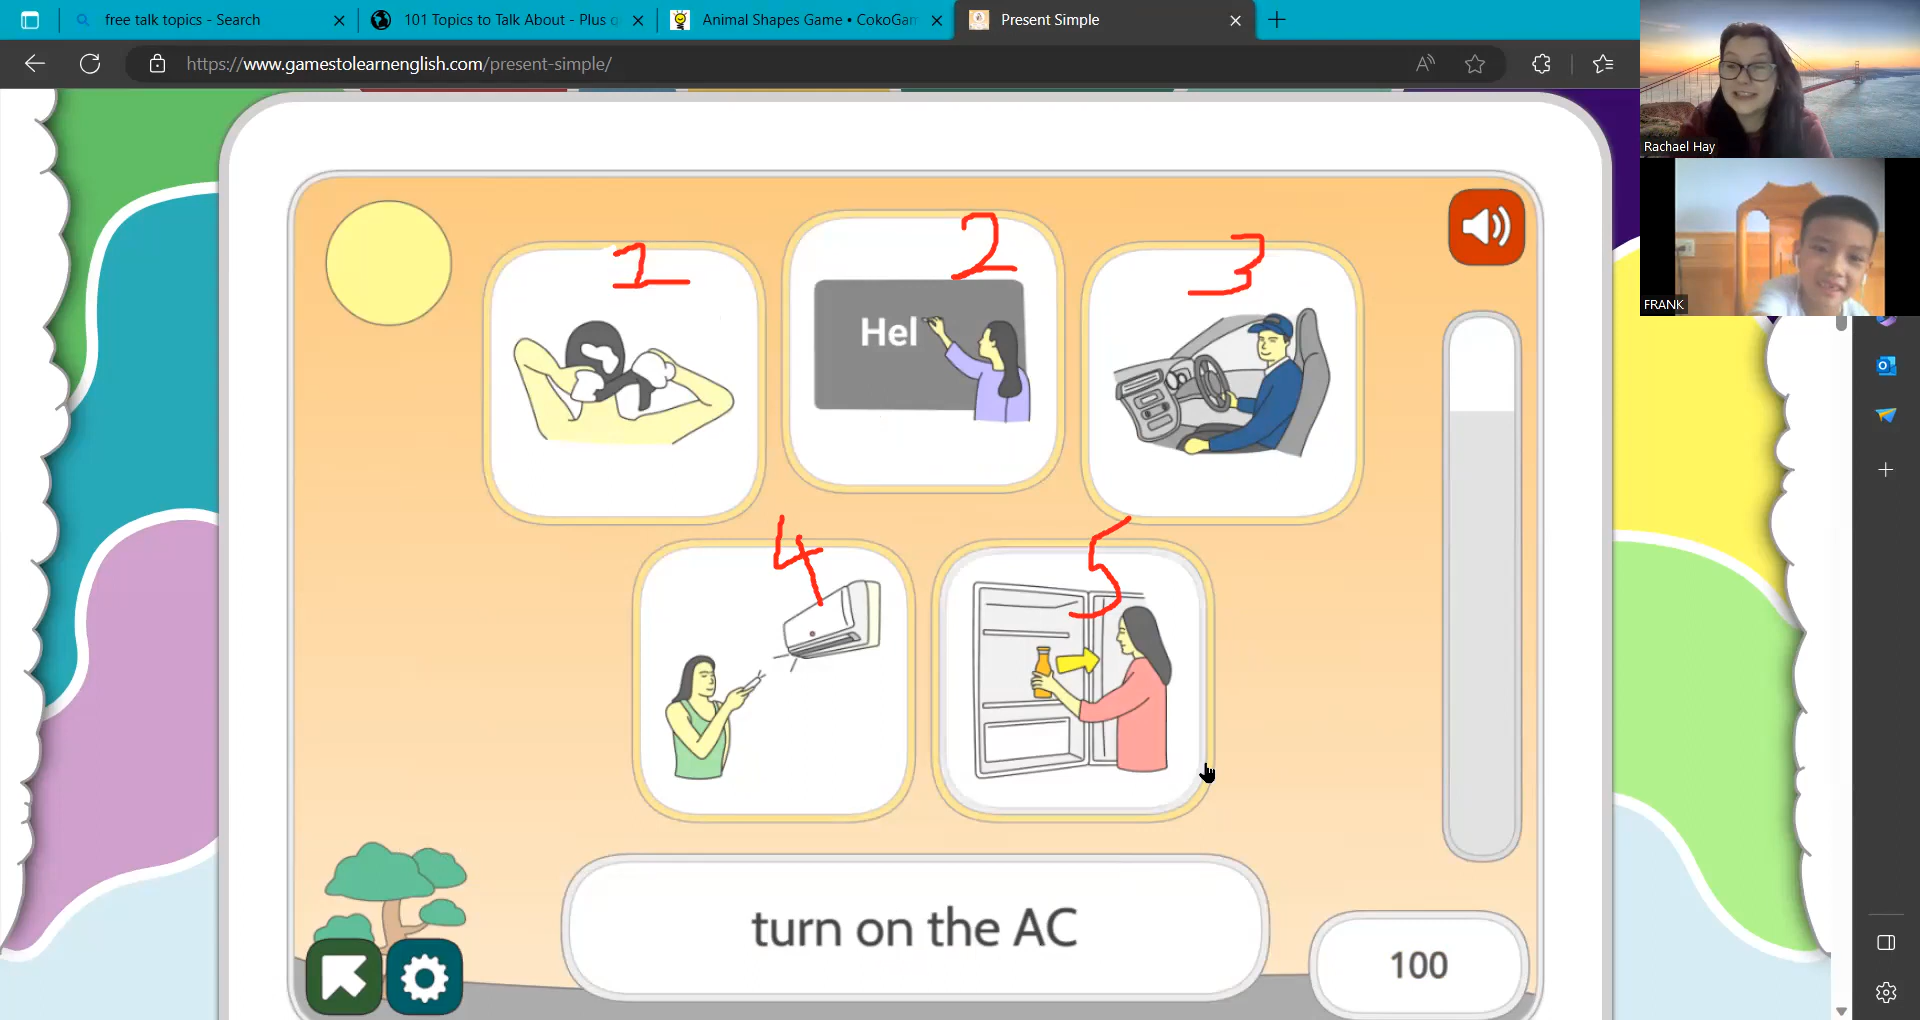 free talk topics - Search
101 Topics to Talk About - Plus q
Animal Shapes Game • CokoGam
Present Simple
https://www.gamestolearnenglish.com/present-simple/
Rachael Hay
FRANK
1
2
3
Hel
4
5
turn on the AC
100